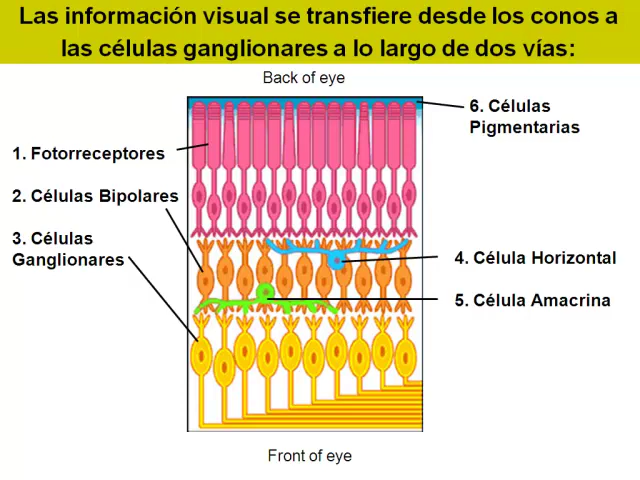 Las información visual se transfiere desde los conos a
las células ganglionares a lo largo de dos vías:
Back of eye
6. Células
Pigmentarias
1. Fotorreceptores
2. Células Bipolares
3. Células
Ganglionares
4. Célula Horizontal
5. Célula Amacrina
Front of eye